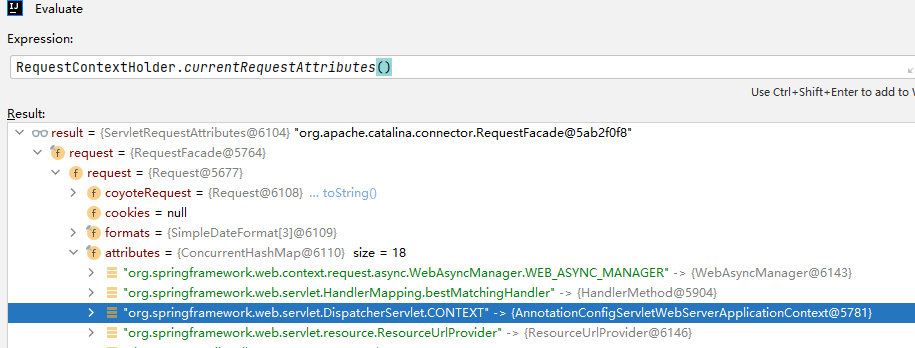 Evaluate
Expression:
RequestContextHolder.currentRequestAttributes()
Use Ctrl+Shift+Enter to add to
Result:
result = {ServletRequestAttributes@6104} "org.apache.catalina.connector.RequestFacade@5ab2f0f8"
request = {RequestFacade@5764}
request = {Request@5677}
coyoteRequest = {Request@6108} ... toString()
cookies = null
formats = {SimpleDateFormat[3]@6109}
attributes = {ConcurrentHashMap@6110} size = 18
"org.springframework.web.context.request.async.WebAsyncManager.WEB_ASYNC_MANAGER" -> {WebAsyncManager@6143}
"org.springframework.web.servlet.HandlerMapping.bestMatchingHandler" -> {HandlerMethod@5904}
"org.springframework.web.servlet.DispatcherServlet.CONTEXT" -> {AnnotationConfigServletWebServerApplicationContext@5781}
"org.springframework.web.servlet.resource.ResourceUrlProvider" -> {ResourceUrlProvider@6146}